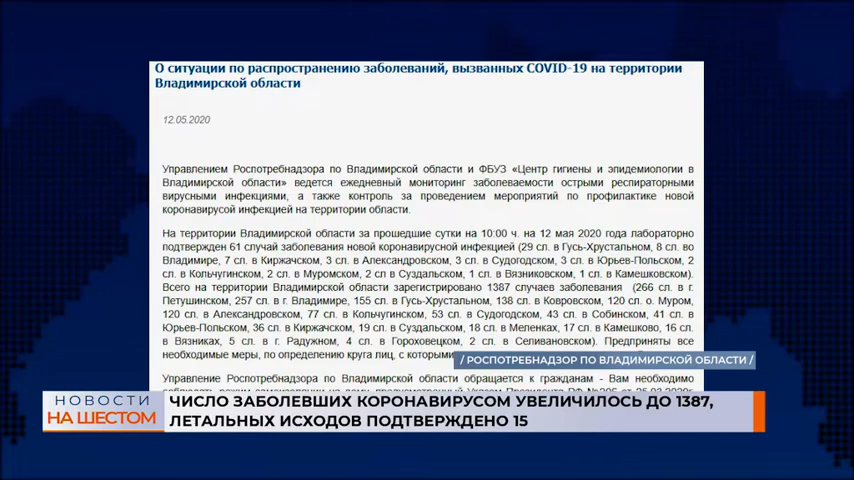 О ситуации по распространению заболеваний, вызванных COVID-19 на территории
Владимирской области
12.05.2020
Управлением Роспотребнадзора по Владимирской области и ФБУЗ «Центр гигиены и эпидемиологии в
Владимирской области» ведется ежедневный мониторинг заболеваемости острыми респираторными
вирусными инфекциями, а также контроль за проведением мероприятий по профилактике новой
коронавирусой инфекцией на территории области.
На территории Владимирской области за прошедшие сутки на 10:00 ч. на 12 мая 2020 года лабораторно
подтвержден 61 случай заболевания новой коронавирусной инфекцией (29 сл. в Гусь-Хрустальном, 8 сл. во
Владимире, 7 сл. в Киржачском, 3 сл. в Александровском, 3 сл. в Судогодском, 3 сл. в Юрьев-Польском, 2
сл. в Кольчугинском, 2 сл. в Муромском, 2 сл в Суздальском, 1 сл. в Вязниковском, 1 сл. в Камешковском).
Всего на территории Владимирской области зарегистрировано 1387 случаев заболевания (266 сл. в г.
Петушинском, 257 сл. в г. Владимире, 155 сл. в Гусь-Хрустальном, 138 сл. в Ковровском, 120 сл. о. Муром,
120 сл. в Александровском, 77 сл. в Кольчугинском, 53 сл. в Судогодском, 43 сл. в Собинском, 41 сл. в
Юрьев-Польском, 36 сл. в Киржачском, 19 сл. в Суздальском, 18 сл. в Меленках, 17 сл. в Камешково, 16 сл.
в Вязниках, 5 сл. в г. Радужном, 4 сл. в Гороховецком, 2 сл. в Селивановском). Предприняты все
необходимые меры, по определению круга лиц, с которыми
/ РОСПОТРЕБНАДЗОР ПО ВЛАДИМИРСКОЙ ОБЛАСТИ /
Управление Роспотребнадзора по Владимирской области обращается к гражданам - Вам необходимо
НОВОСТИ
НА ШЕСТОМ
ЧИСЛО ЗАБОЛЕВШИХ КОРОНАВИРУСОМ УВЕЛИЧИЛОСЬ ДО 1387,
ЛЕТАЛЬНЫХ ИСХОДОВ ПОДТВЕРЖДЕНО 15